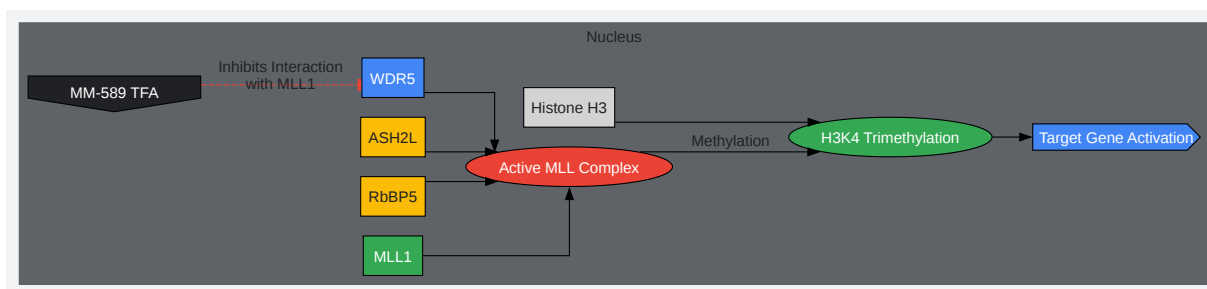 Nucleus
MM-589 TFA
Inhibits Interaction
with MLL1
WDR5
ASH2L
RbBP5
MLL1
Histone H3
Active MLL Complex
Methylation
H3K4 Trimethylation
Target Gene Activation